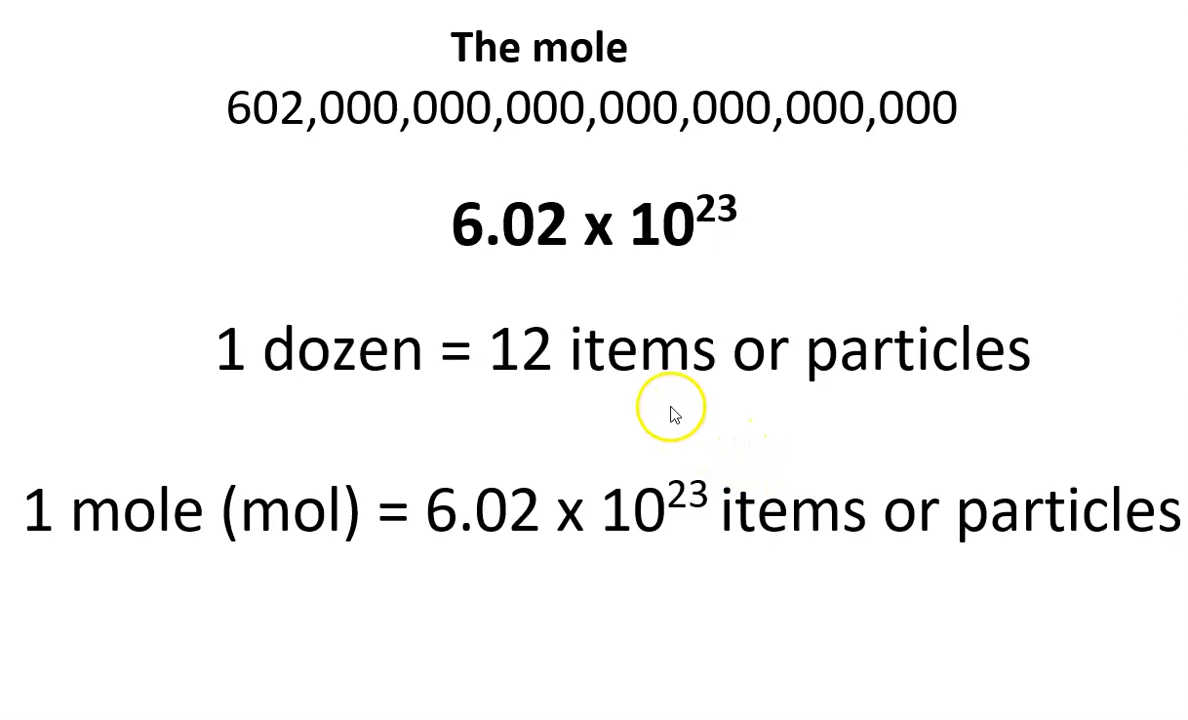 The mole
602,000,000,000,000,000,000,000
6.02 x 10²³
1 dozen = 12 items or particles
1 mole (mol) = 6.02 x 10²³ items or particles